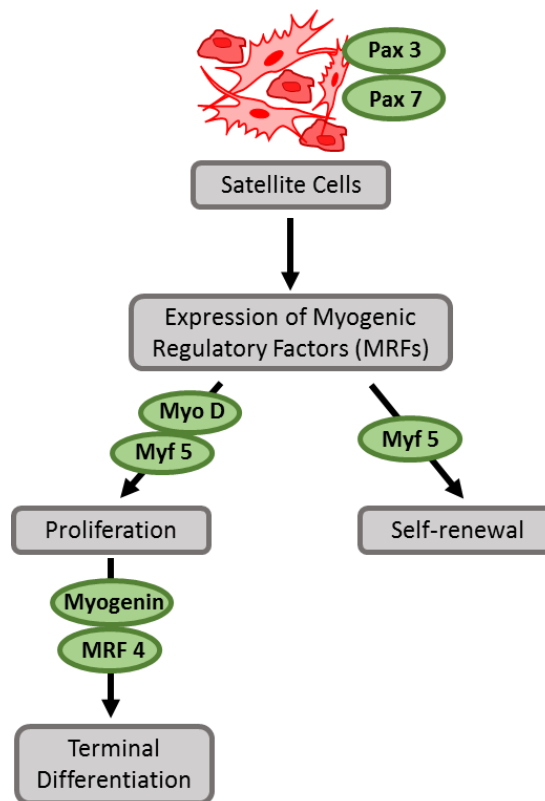 Pax 3
Pax 7
Satellite Cells
Expression of Myogenic
Regulatory Factors (MRFs)
Myo D
Myf 5
Myf 5
Proliferation
Self-renewal
Myogenin
MRF 4
Terminal
Differentiation